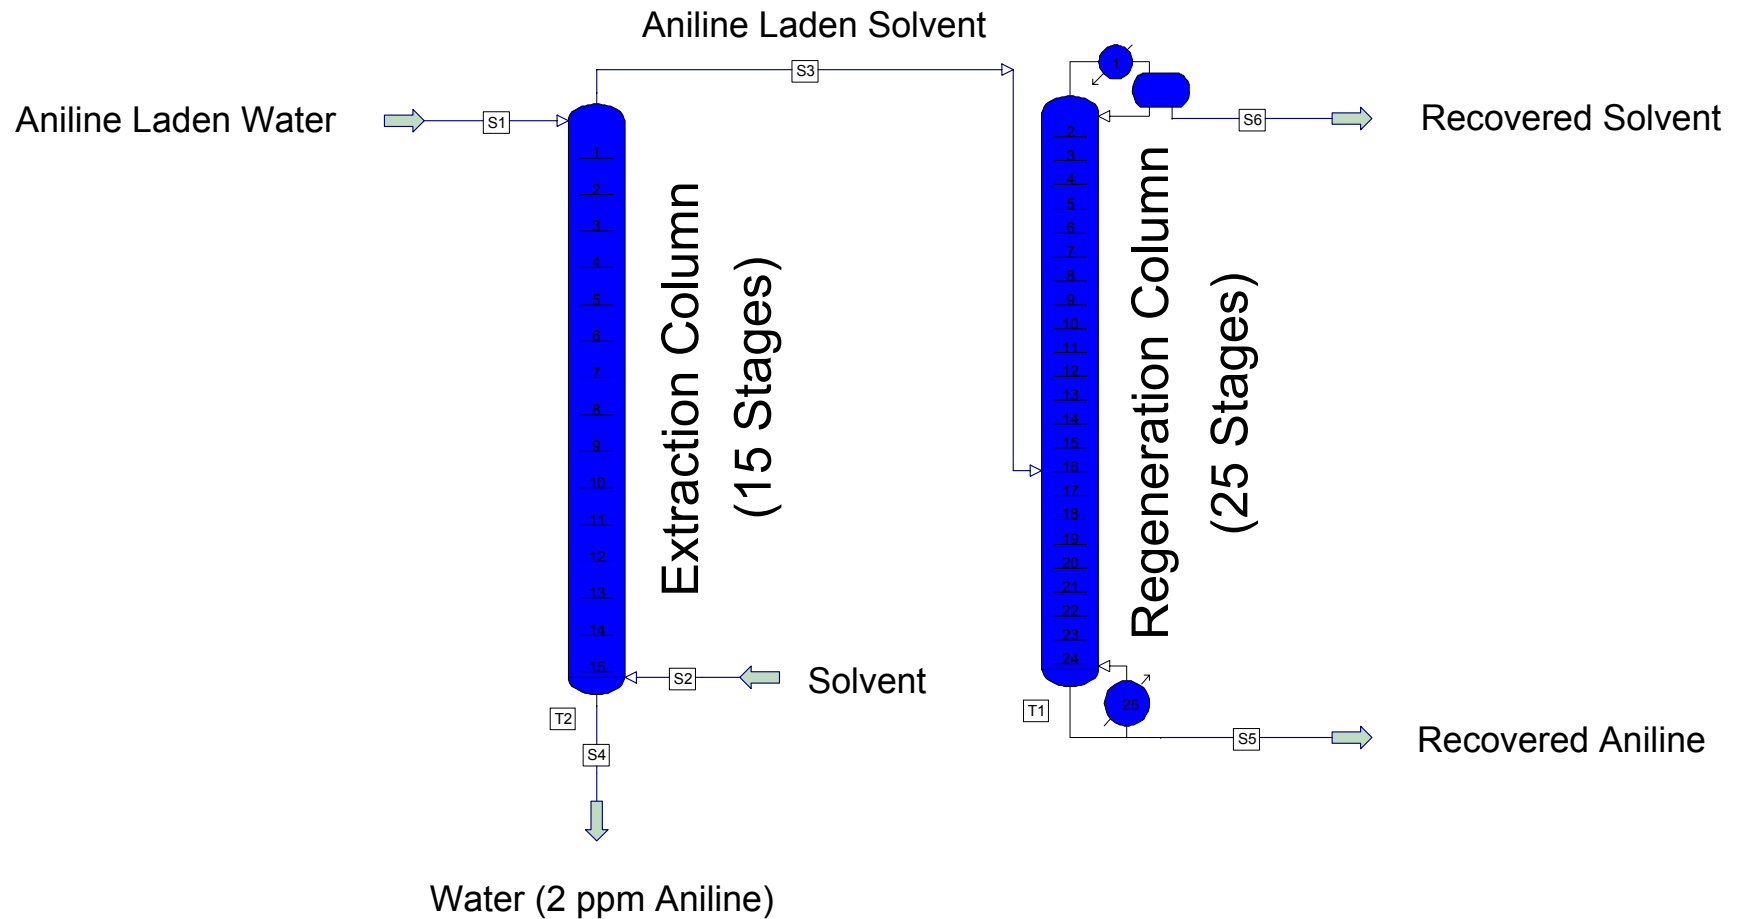 Aniline Laden Solvent
S3
1
Aniline Laden Water
S1
S6
Recovered Solvent
1
2
3
4
5
6
7
8
9
10
11
12
13
14
15
Extraction Column
(15 Stages)
2
3
4
5
6
7
8
9
10
11
12
13
14
15
16
17
18
19
20
21
22
23
24
Regeneration Column
(25 Stages)
S2
Solvent
T2
T1
25
S4
S5
Recovered Aniline
Water (2 ppm Aniline)